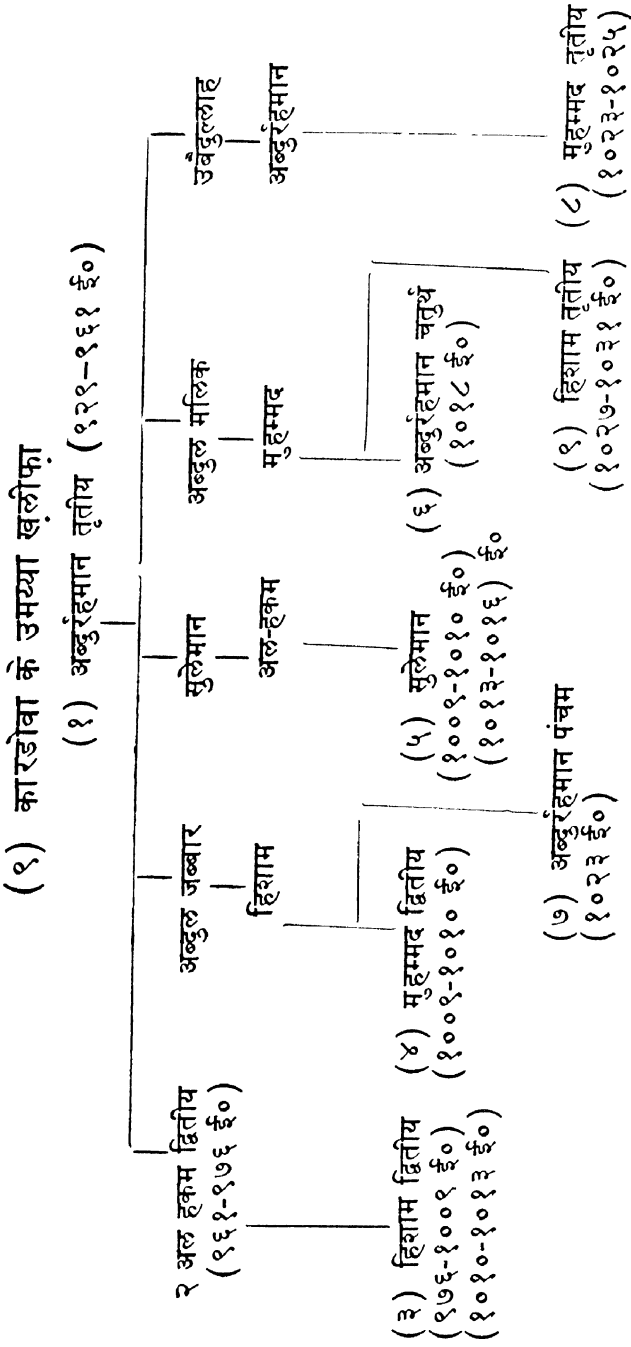 (९) कारडोवा के उमय्या ख़लीफ़ा
(१) अब्दुर्रहमान तृतीय (९२९-९६१ ई०)
२ अल हकम द्वितीय
(९६१-९७६ ई०)
अब्दुल जब्बार
हिशाम
सुलेमान
अल-हकम
अब्दुल मलिक
मुहम्मद
उबैदुल्लाह
अब्दुर्रहमान
(३) हिशाम द्वितीय
(९७६-१००९ ई०)
(१०१०-१०१३ ई०)
(४) मुहम्मद द्वितीय
(१००९-१०१० ई०)
(५) सुलेमान
(१००९-१०१० ई०)
(१०१३-१०१६) ई०
(६) अब्दुर्रहमान चतुर्थ
(१०१८ ई०)
(७) अब्दुर्रहमान पंचम
(१०२३ ई०)
(९) हिशाम तृतीय
(१०२७-१०३१ ई०)
(८) मुहम्मद तृतीय
(१०२३-१०२५)